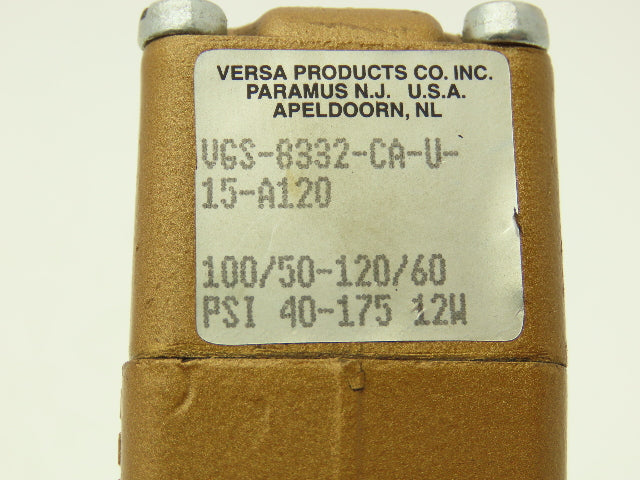 VERSA PRODUCTS CO. INC.
PARAMUS N.J. U.S.A.
APELDOORN, NL
VGS-8332-CA-U-
15-A120
100/50-120/60
PSI 40-175 12W